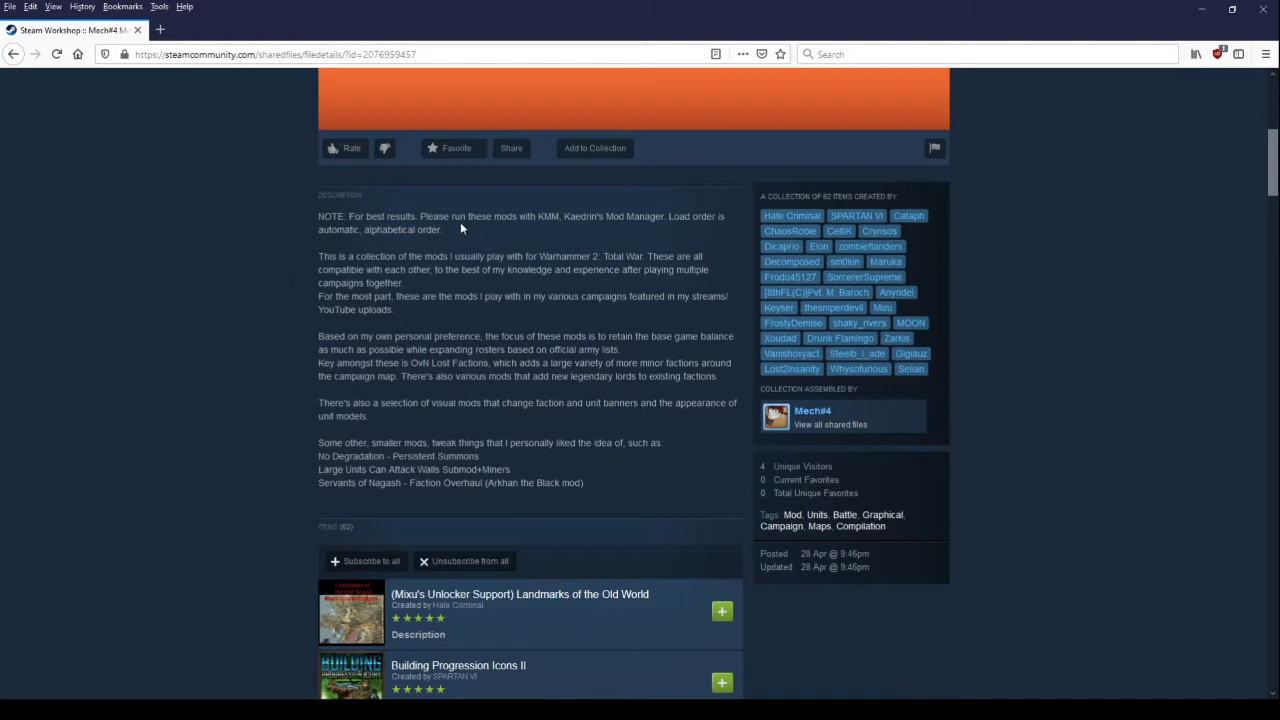 File Edit View History Bookmarks Tools Help
Steam Workshop :: Mech#4 M
https://steamcommunity.com/sharedfiles/filedetails/?id=2076959457
Search
Rate Favorite Share Add to Collection
DESCRIPTION
NOTE: For best results. Please run these mods with KMM, Kaedrin's Mod Manager. Load order is
automatic, alphabetical order.
This is a collection of the mods I usually play with for Warhammer 2: Total War. These are all
compatible with each other, to the best of my knowledge and experience after playing multiple
campaigns together.
For the most part, these are the mods I play with in my various campaigns featured in my streams/
YouTube uploads.
Based on my own personal preference, the focus of these mods is to retain the base game balance
as much as possible while expanding rosters based on official army lists.
Key amongst these is OvN Lost Factions, which adds a large variety of more minor factions around
the campaign map. There's also various mods that add new legendary lords to existing factions.
There's also a selection of visual mods that change faction and unit banners and the appearance of
unit models.
Some other, smaller mods, tweak things that I personally liked the idea of, such as:
No Degradation - Persistent Summons
Large Units Can Attack Walls Submod+Miners
Servants of Nagash - Faction Overhaul (Arkhan the Black mod)
ITEMS (62)
Subscribe to all Unsubscribe from all
(Mixu's Unlocker Support) Landmarks of the Old World
Created by Hate Criminal
Description
Building Progression Icons II
Created by SPARTAN VI
A COLLECTION OF 62 ITEMS CREATED BY
Hate Criminal SPARTAN VI Cataph
ChaosRobie CeltiK Crynsos
Dicaprio Elon zombieflanders
Decomposed sm0kin Maruka
Frodo45127 SorcererSupreme
[8thFL(C)]Pvt. M. Baroch Anyndel
Keyser thesniperdevil Mixu
FrostyDemise shaky_rivers MOON
Xoudad Drunk Flamingo Zarkis
Vanishoxyact Steelb_l_ade Gigiauz
Lost2Insanity Whysofurious Selian
COLLECTION ASSEMBLED BY
Mech#4
View all shared files
4 Unique Visitors
0 Current Favorites
0 Total Unique Favorites
Tags: Mod, Units, Battle, Graphical,
Campaign, Maps, Compilation
Posted 28 Apr @ 9:46pm
Updated 28 Apr @ 9:46pm